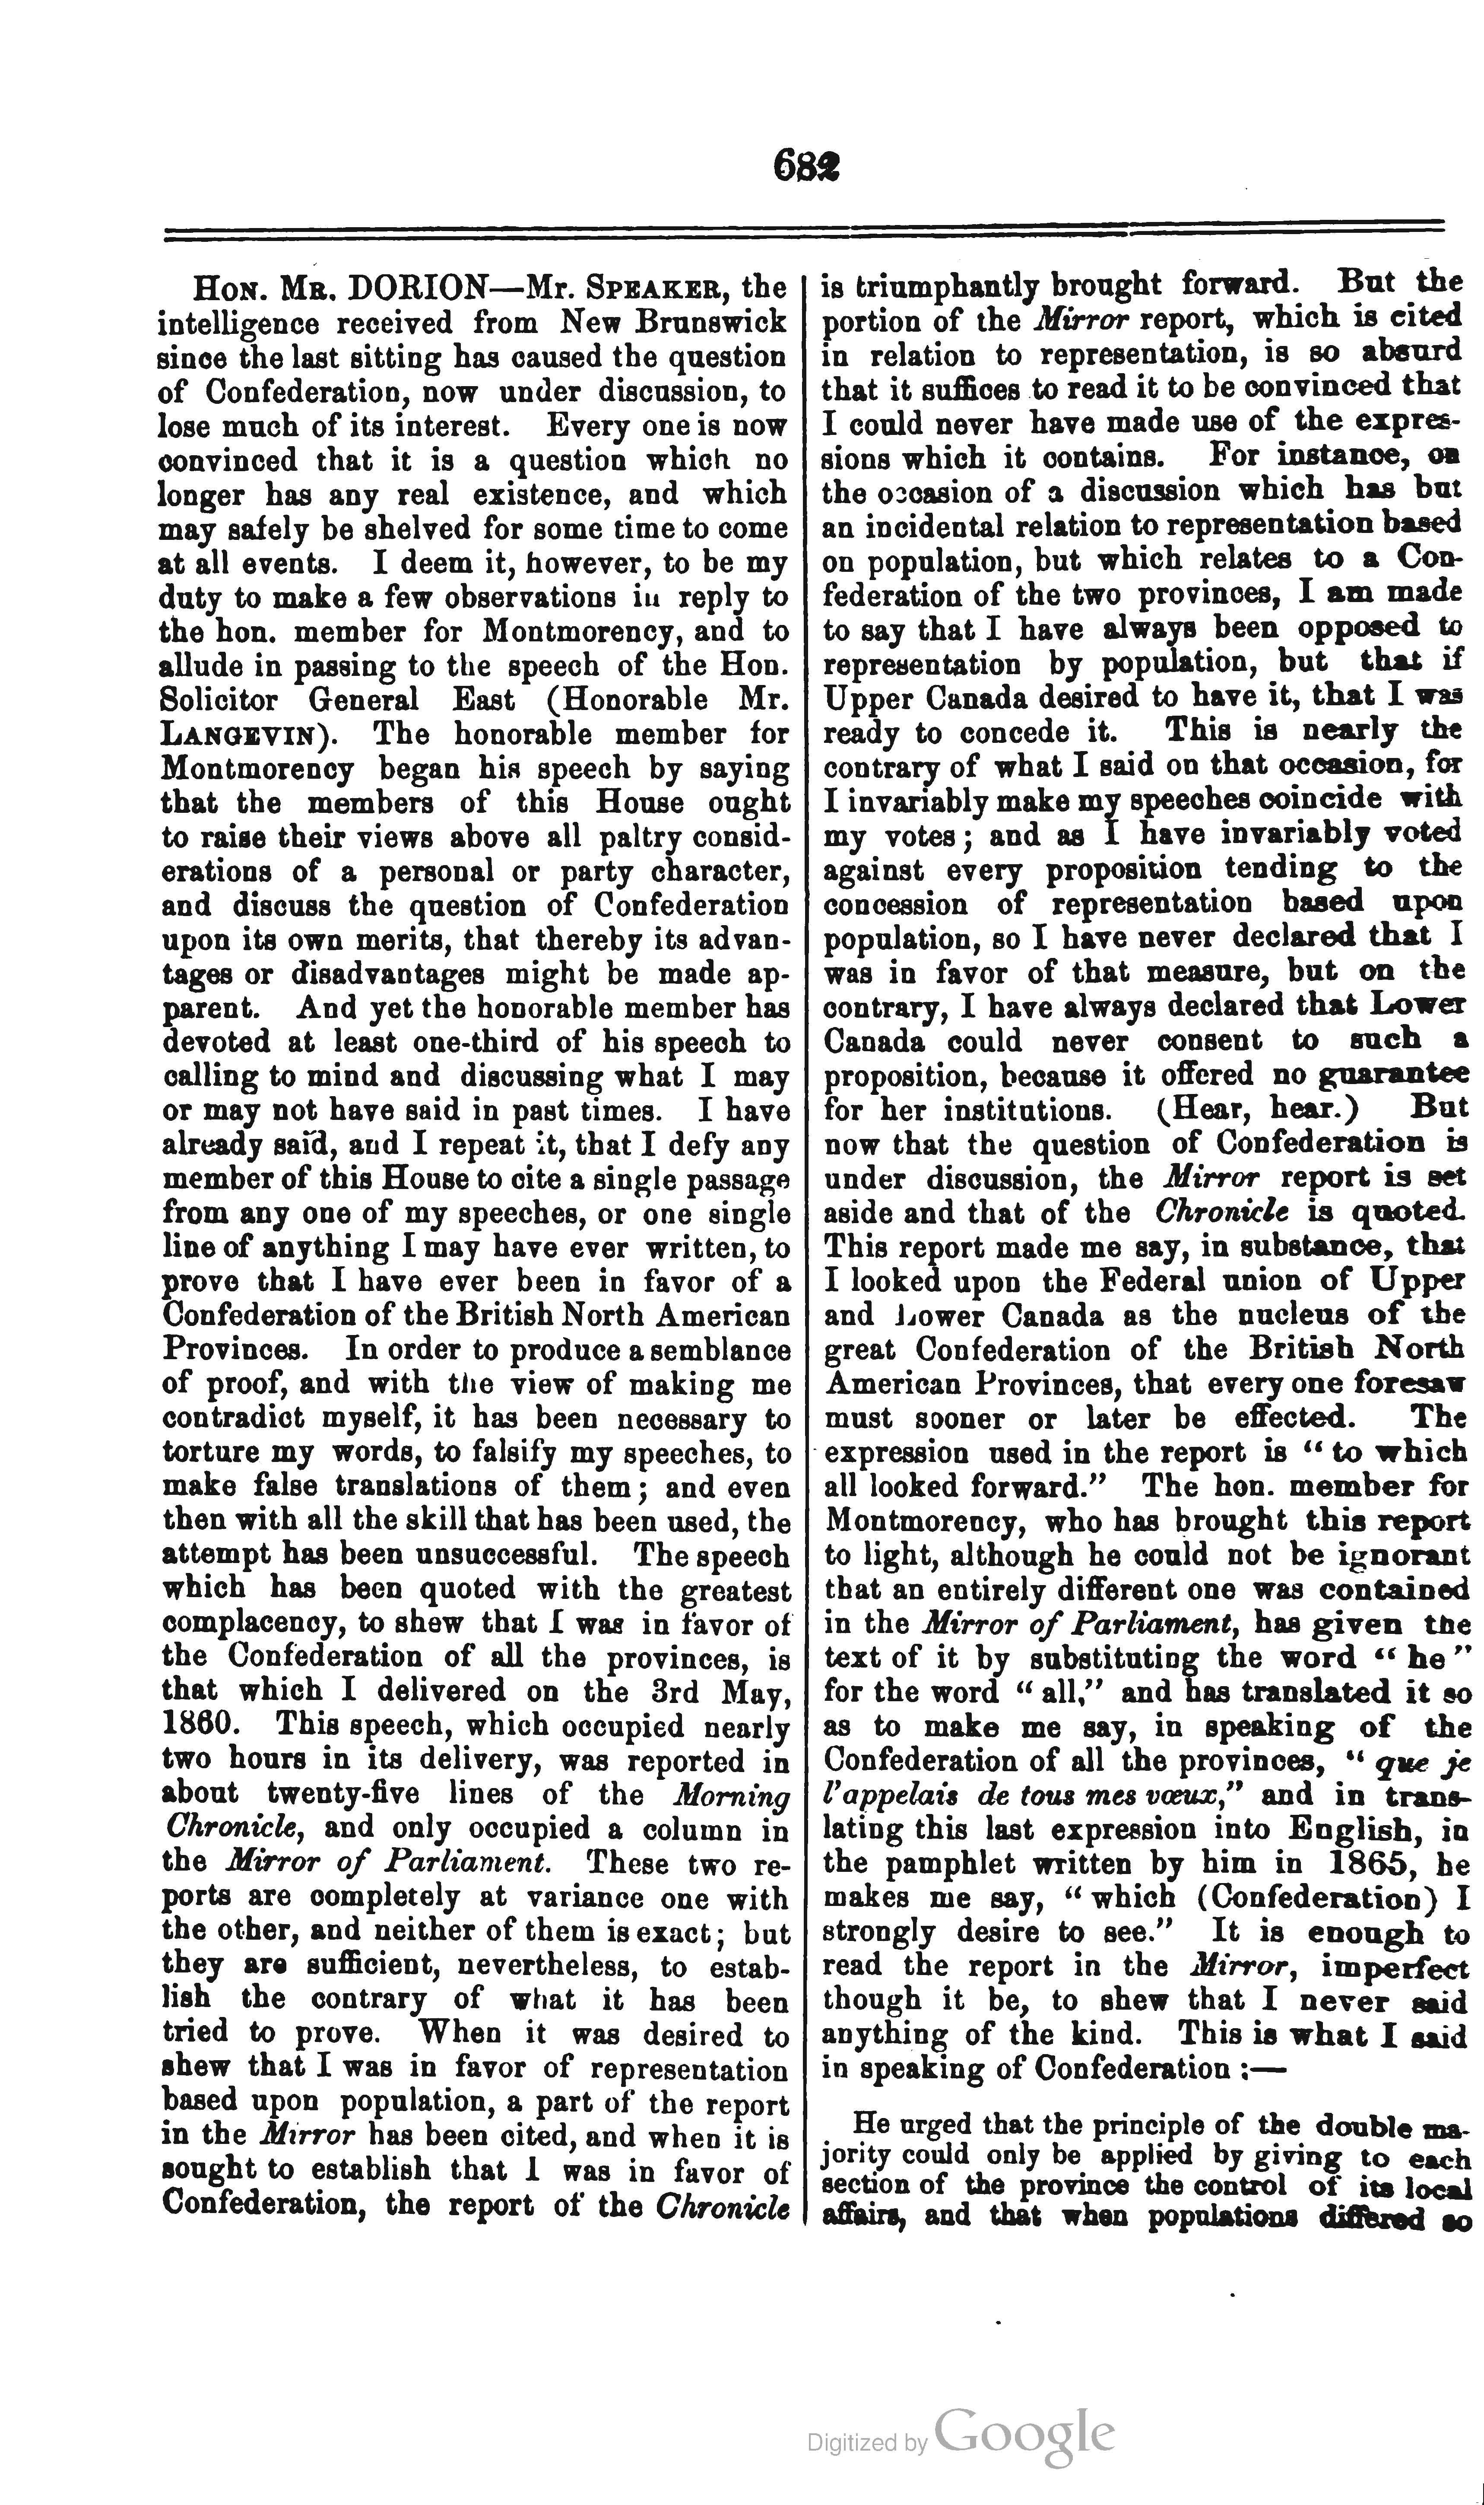 682
HON. MR. DORION—Mr. SPEAKER, the
intelligence received from New Brunswick
since the last sitting has caused the question
of Confederation, now under discussion, to
lose much of its interest. Every one is now
convinced that it is a question which no
longer has any real existence, and which
may safely be shelved for some time to come
at all events. I deem it, however, to be my
duty to make a few observations in reply to
the hon. member for Montmorency, and to
allude in passing to the speech of the Hon.
Solicitor General East (Honorable Mr.
LANGEVIN). The honorable member for
Montmorency began his speech by saying
that the members of this House ought
to raise their views above all paltry consid-
erations of a personal or party character,
and discuss the question of Confederation
upon its own merits, that thereby its advan-
tages or disadvantages might be made ap-
parent. And yet the honorable member has
devoted at least one-third of his speech to
calling to mind and discussing what I may
or may not have said in past times. I have
already said, and I repeat it, that I defy any
member of this House to cite a single passage
from any one of my speeches, or one single
line of anything I may have ever written, to
prove that I have ever been in favor of a
Confederation of the British North American
Provinces. In order to produce a semblance
of proof, and with the view of making me
contradict myself, it has been necessary to
torture my words, to falsify my speeches, to
make false translations of them; and even
then with all the skill that has been used, the
attempt has been unsuccessful. The speech
which has been quoted with the greatest
complacency, to shew that I was in favor of
the Confederation of all the provinces, is
that which I delivered on the 3rd May,
1860. This speech, which occupied nearly
two hours in its delivery, was reported in
about twenty-five lines of the Morning
Chronicle, and only occupied a column in
the Mirror of Parliament. These two re-
ports are completely at variance one with
the other, and neither of them is exact; but
they are sufficient, nevertheless, to estab-
lish the contrary of what it has been
tried to prove. When it was desired to
shew that I was in favor of representation
based upon population, a part of the report
in the Mirror has been cited, and when it is
sought to establish that I was in favor of
Confederation, the report of the Chronicle
is triumphantly brought forward. But the
portion of the Mirror report, which is cited
in relation to representation, is so absurd
that it suffices to read it to be convinced that
I could never have made use of the expres-
sions which it contains. For instance, on
the occasion of a discussion which has but
an incidental relation to representation based
on population, but which relates to a Con-
federation of the two provinces, I am made
to say that I have always been opposed to
representation by population, but that if
Upper Canada desired to have it, that I was
ready to concede it. This is nearly the
contrary of what I said on that occasion, for
I invariably make my speeches coincide with
my votes; and as I have invariably voted
against every proposition tending to the
concession of representation based upon
population, so I have never declared that I
was in favor of that measure, but on the
contrary, I have always declared that Lower
Canada could never consent to such a
proposition, because it offered no guarantee
for her institutions. (Hear, hear.) But
now that the question of Confederation is
under discussion, the Mirror report is set
aside and that of the Chronicle is quoted.
This report made me say, in substance, that
I looked upon the Federal union of Upper
and Lower Canada as the nucleus of the
great Confederation of the British North
American Provinces, that every one foresaw
must sooner or later be effected. The
expression used in the report is "to which
all looked forward." The hon. member for
Montmorency, who has brought this report
to light, although he could not be ignorant
that an entirely different one was contained
in the Mirror of Parliament, has given the
text of it by substituting the word "he"
for the word "all," and has translated it so
as to make me say, in speaking of the
Confederation of all the provinces, "que je
l'appelais de tous mes vœux," and in trans-
lating this last expression into English, in
the pamphlet written by him in 1865, he
makes me say, "which (Confederation) I
strongly desire to see." It is enough to
read the report in the Mirror, imperfect
though it be, to shew that I never said
anything of the kind. This is what I said
in speaking of Confederation :—
He urged that the principle of the double ma-
jority could only be applied by giving to each
section of the province the control of its local
affairs, and that when populations differed so
Digitized by Google